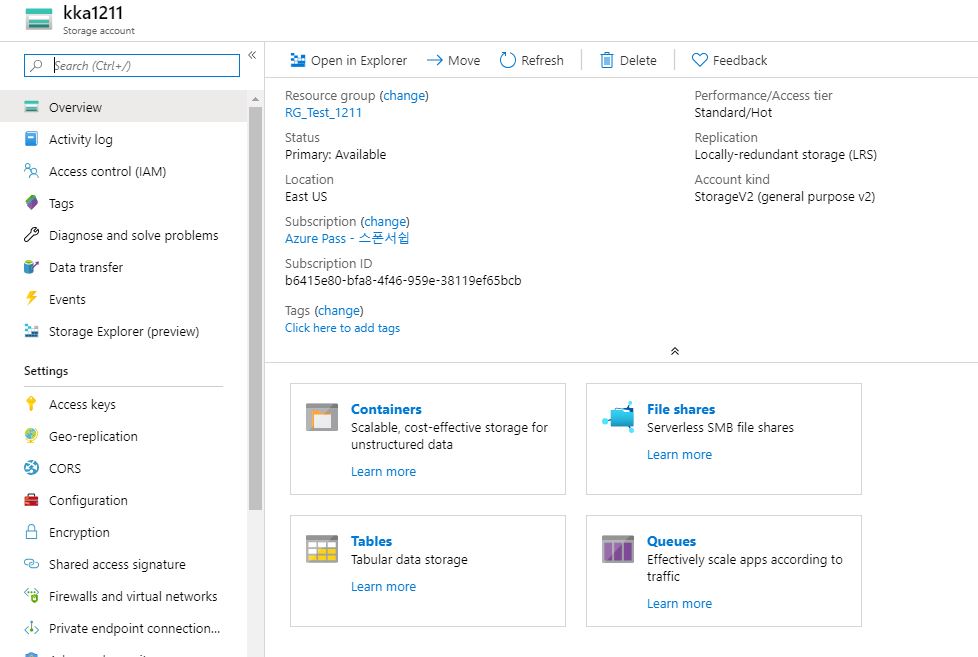 kka1211
Storage account
Search (Ctrl+/)
«
Overview
Activity log
Access control (IAM)
Tags
Diagnose and solve problems
Data transfer
Events
Storage Explorer (preview)
Settings
Access keys
Geo-replication
CORS
Configuration
Encryption
Shared access signature
Firewalls and virtual networks
Private endpoint connection...
Open in Explorer
Move
Refresh
Delete
Feedback
Resource group (change)
RG_Test_1211
Status
Primary: Available
Location
East US
Subscription (change)
Azure Pass - 스폰서쉽
Subscription ID
b6415e80-bfa8-4f46-959e-38119ef65bcb
Tags (change)
Click here to add tags
Performance/Access tier
Standard/Hot
Replication
Locally-redundant storage (LRS)
Account kind
StorageV2 (general purpose v2)
Containers
Scalable, cost-effective storage for
unstructured data
Learn more
File shares
Serverless SMB file shares
Learn more
Tables
Tabular data storage
Learn more
Queues
Effectively scale apps according to
traffic
Learn more